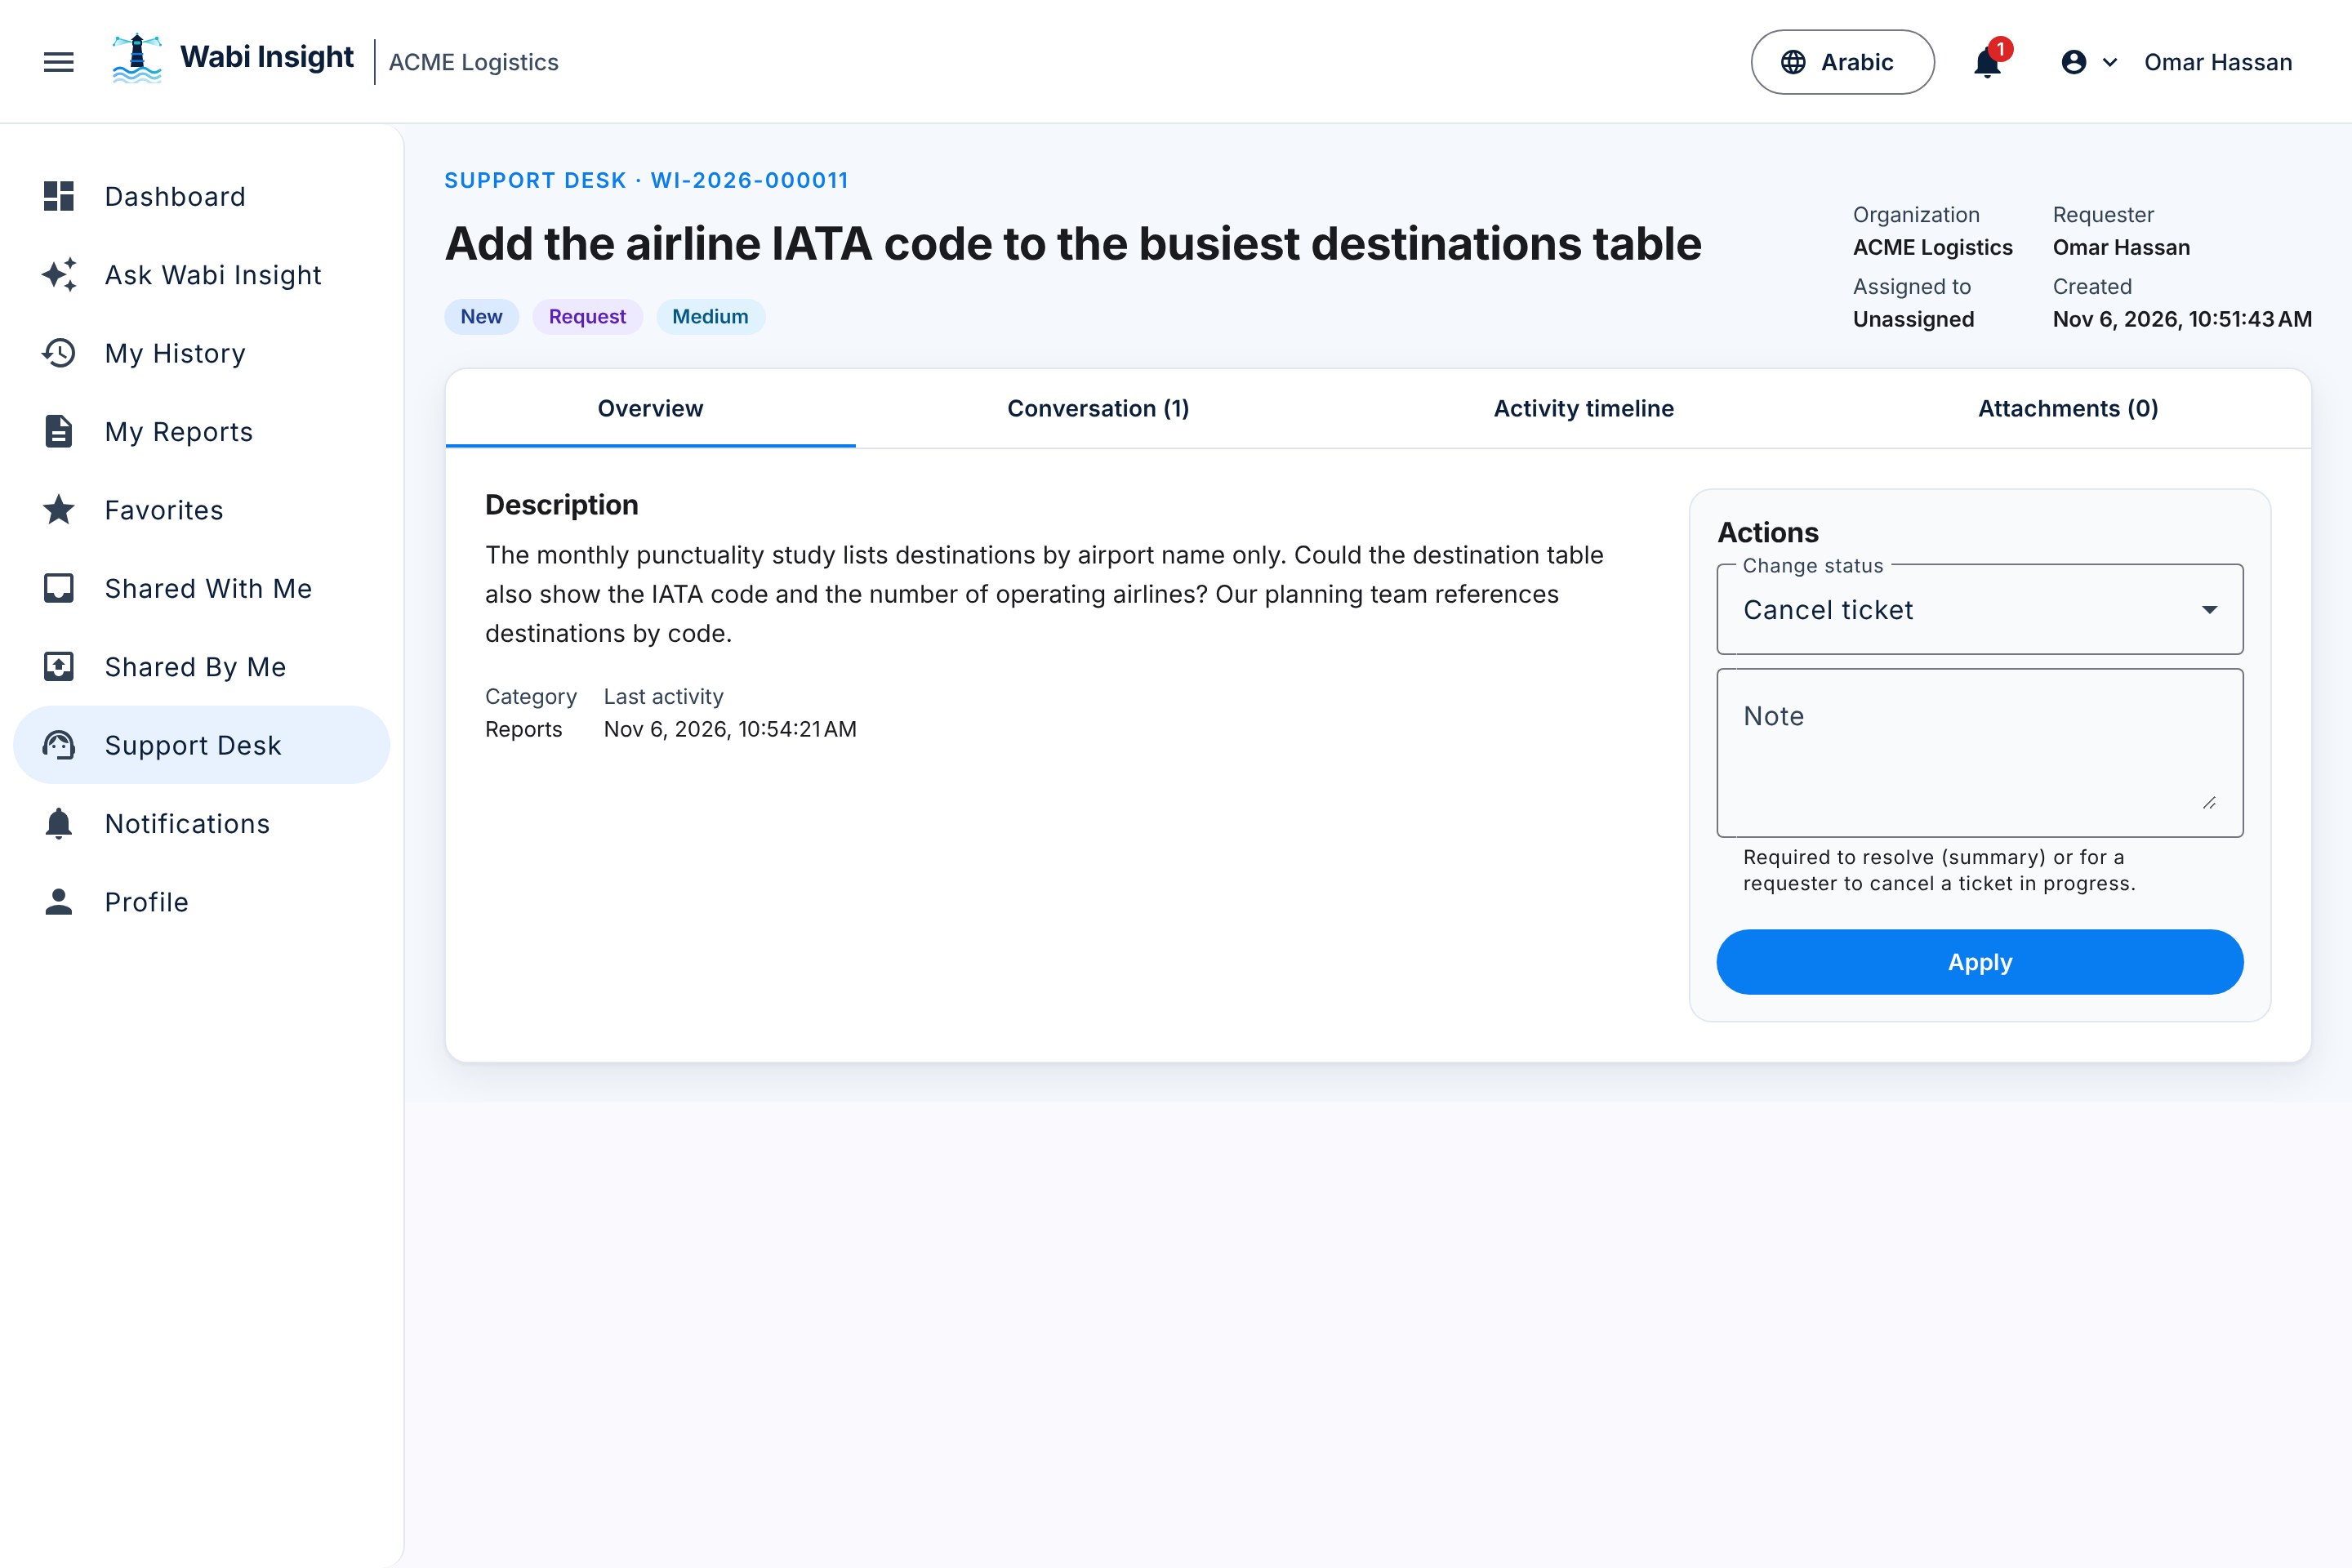 Wabi Insight
ACME Logistics
Arabic
1
Omar Hassan
Dashboard
Ask Wabi Insight
My History
My Reports
Favorites
Shared With Me
Shared By Me
Support Desk
Notifications
Profile
SUPPORT DESK · WI-2026-000011
Add the airline IATA code to the busiest destinations table
New
Request
Medium
Organization
ACME Logistics
Requester
Omar Hassan
Assigned to
Unassigned
Created
Nov 6, 2026, 10:51:43 AM
Overview
Conversation (1)
Activity timeline
Attachments (0)
Description
The monthly punctuality study lists destinations by airport name only. Could the destination table
also show the IATA code and the number of operating airlines? Our planning team references
destinations by code.
Category
Reports
Last activity
Nov 6, 2026, 10:54:21 AM
Actions
Change status
Cancel ticket
Note
Required to resolve (summary) or for a
requester to cancel a ticket in progress.
Apply